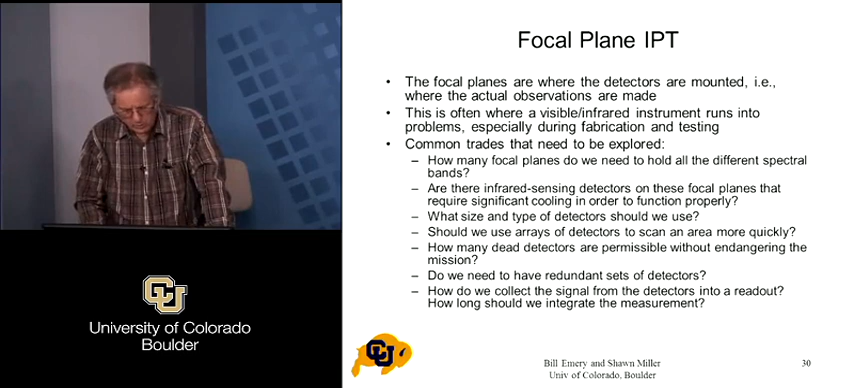 Focal Plane IPT
• The focal planes are where the detectors are mounted, i.e.,
where the actual observations are made
• This is often where a visible/infrared instrument runs into
problems, especially during fabrication and testing
• Common trades that need to be explored:
– How many focal planes do we need to hold all the different spectral
bands?
– Are there infrared-sensing detectors on these focal planes that
require significant cooling in order to function properly?
– What size and type of detectors should we use?
– Should we use arrays of detectors to scan an area more quickly?
– How many dead detectors are permissible without endangering the
mission?
– Do we need to have redundant sets of detectors?
– How do we collect the signal from the detectors into a readout?
How long should we integrate the measurement?
CU
University of Colorado
Boulder
CU
Bill Emery and Shawn Miller
Univ of Colorado, Boulder
30